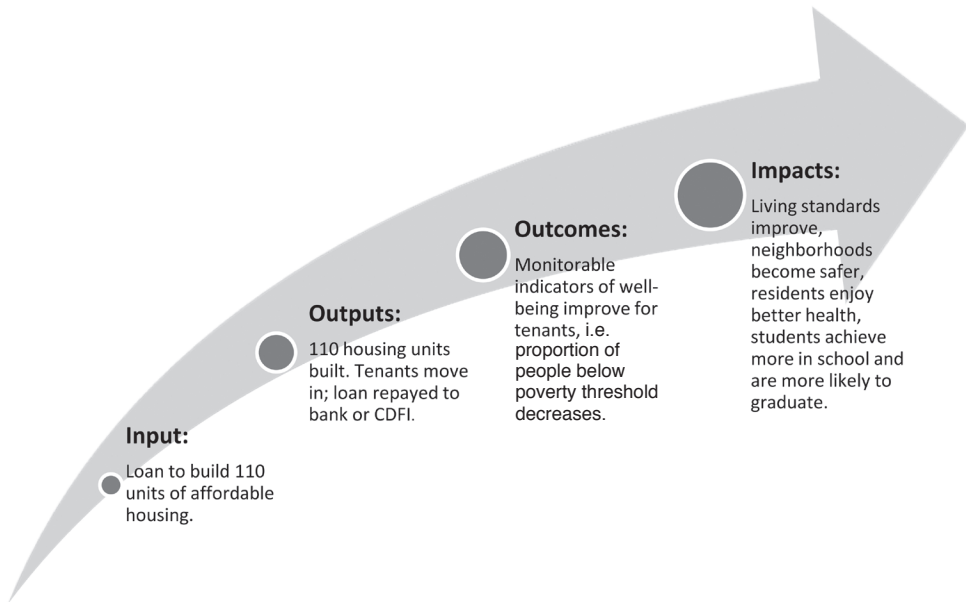 Input:
Loan to build 110
units of affordable
housing.
Outputs:
110 housing units
built. Tenants move
in; loan repayed to
bank or CDFI.
Outcomes:
Monitorable
indicators of well-
being improve for
tenants, i.e.
proportion of
people below
poverty threshold
decreases.
Impacts:
Living standards
improve,
neighborhoods
become safer,
residents enjoy
better health,
students achieve
more in school and
are more likely to
graduate.